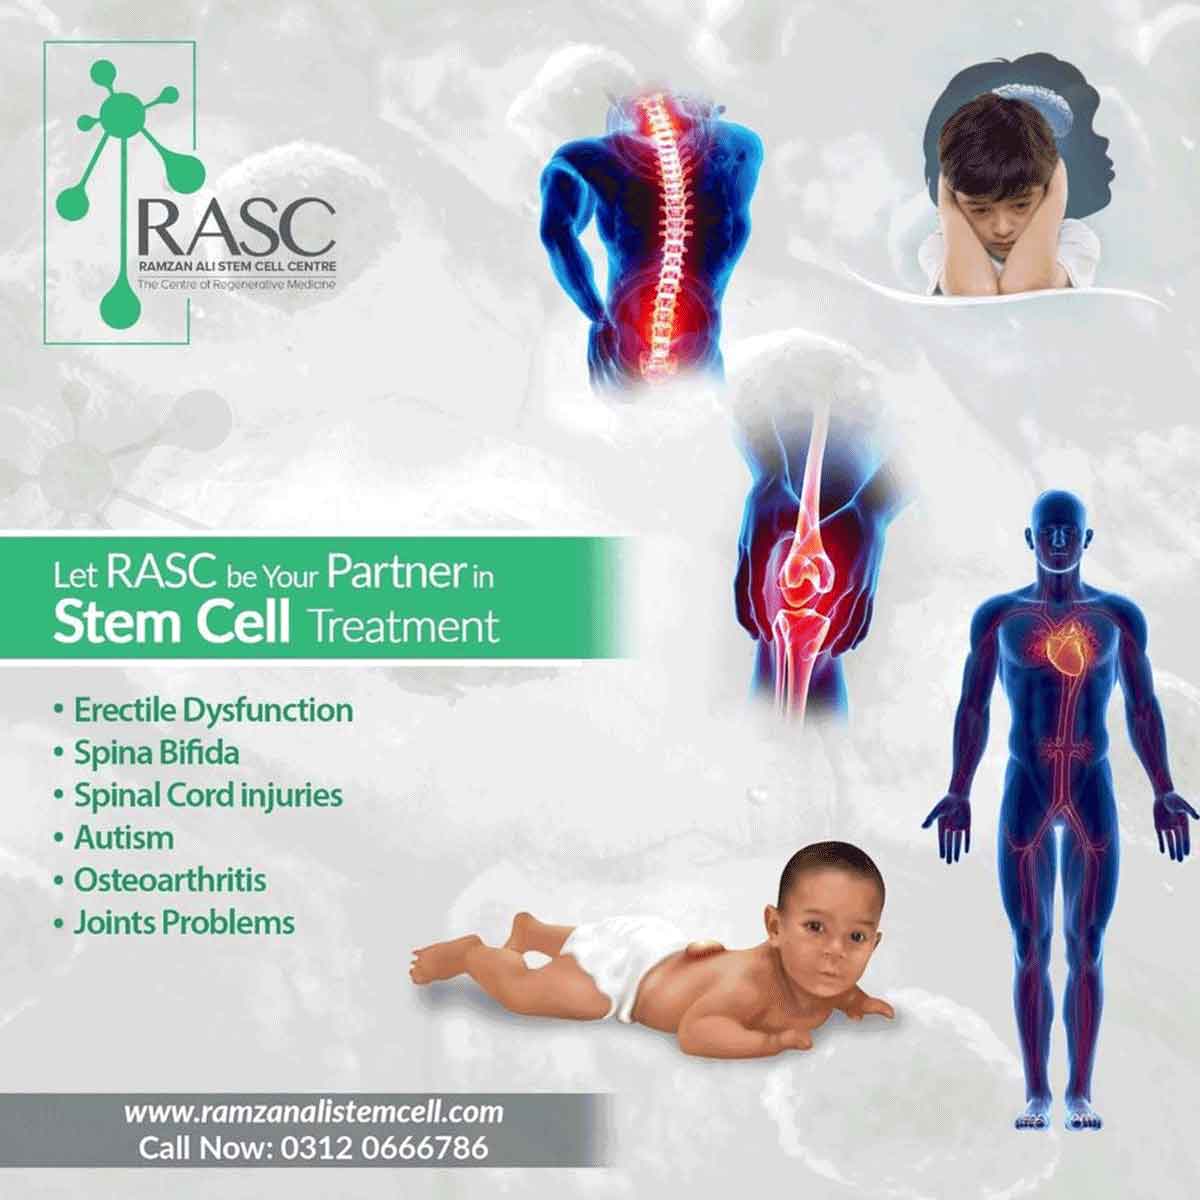 RASC
RAMZAN ALI STEM CELL CENTRE
The Centre of Regenerative Medicine
Let RASC be Your Partner in
Stem Cell Treatment
• Erectile Dysfunction
• Spina Bifida
• Spinal Cord injuries
• Autism
• Osteoarthritis
• Joints Problems
www.ramzanalistemcell.com
Call Now: 0312 0666786